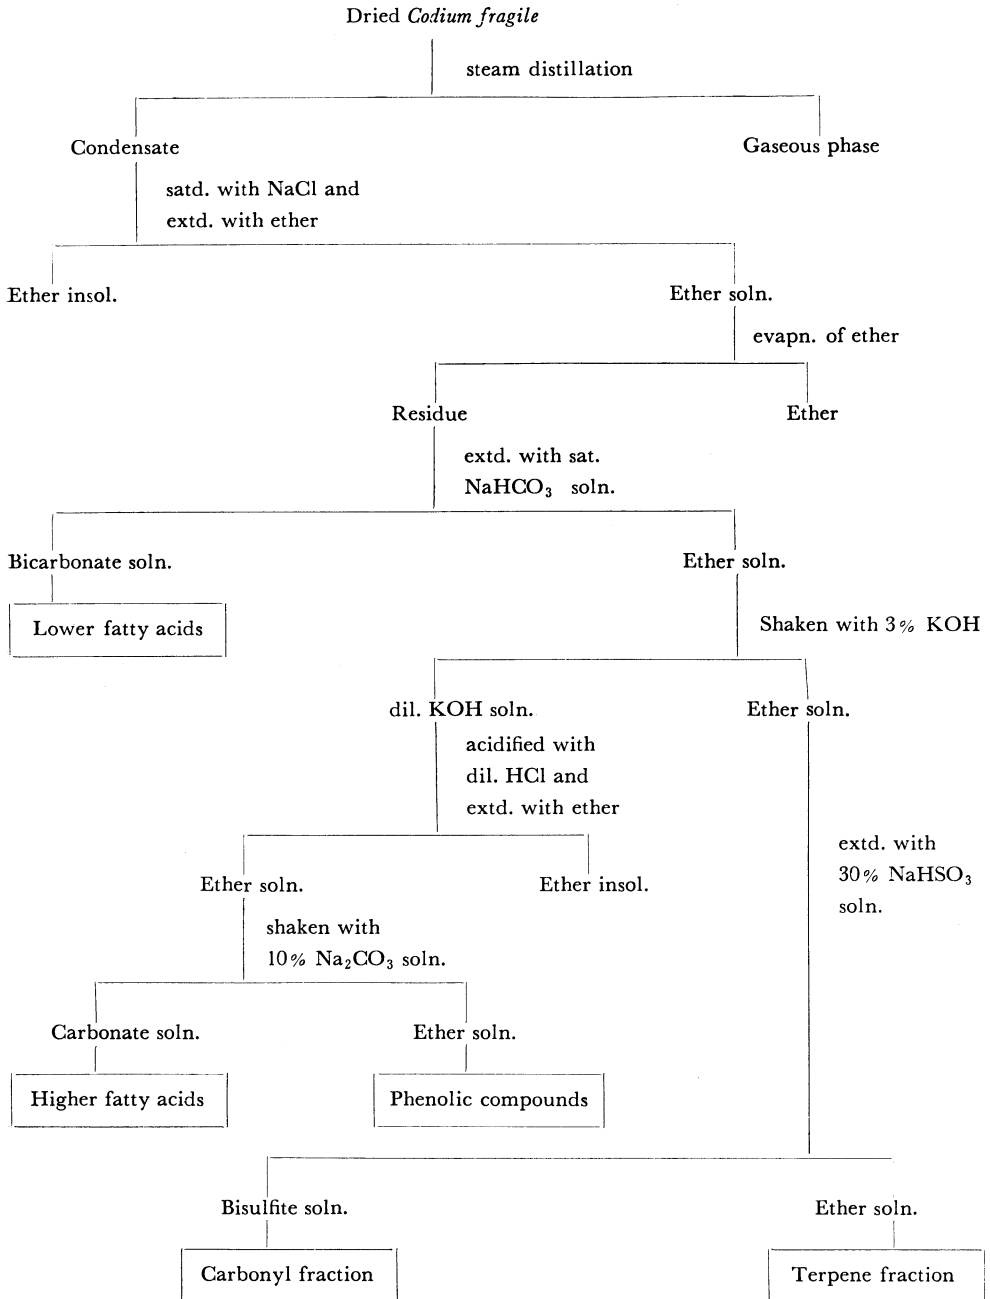 Dried Codium fragile
steam distillation
Condensate
Gaseous phase
satd. with NaCl and
extd. with ether
Ether insol.
Ether soln.
evapn. of ether
Residue
Ether
extd. with sat.
NaHCO₃ soln.
Bicarbonate soln.
Ether soln.
Lower fatty acids
Shaken with 3% KOH
dil. KOH soln.
Ether soln.
acidified with
dil. HCl and
extd. with ether
extd. with
30% NaHSO₃
soln.
Ether soln.
Ether insol.
shaken with
10% Na₂CO₃ soln.
Carbonate soln.
Ether soln.
Higher fatty acids
Phenolic compounds
Bisulfite soln.
Ether soln.
Carbonyl fraction
Terpene fraction